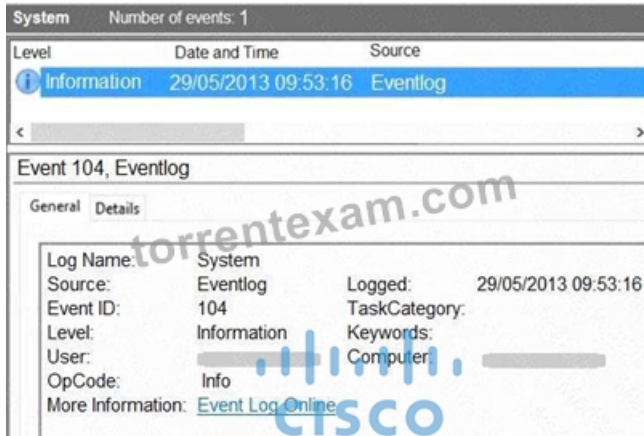 System Number of events: 1
Level Date and Time Source
Information 29/05/2013 09:53:16 Eventlog
Event 104, Eventlog
General Details
torrentexam.com
Log Name: System
Source: Eventlog Logged: 29/05/2013 09:53:16
Event ID: 104 TaskCategory:
Level: Information Keywords:
User: Computer:
OpCode: Info
More Information: Event Log Online
CISCO